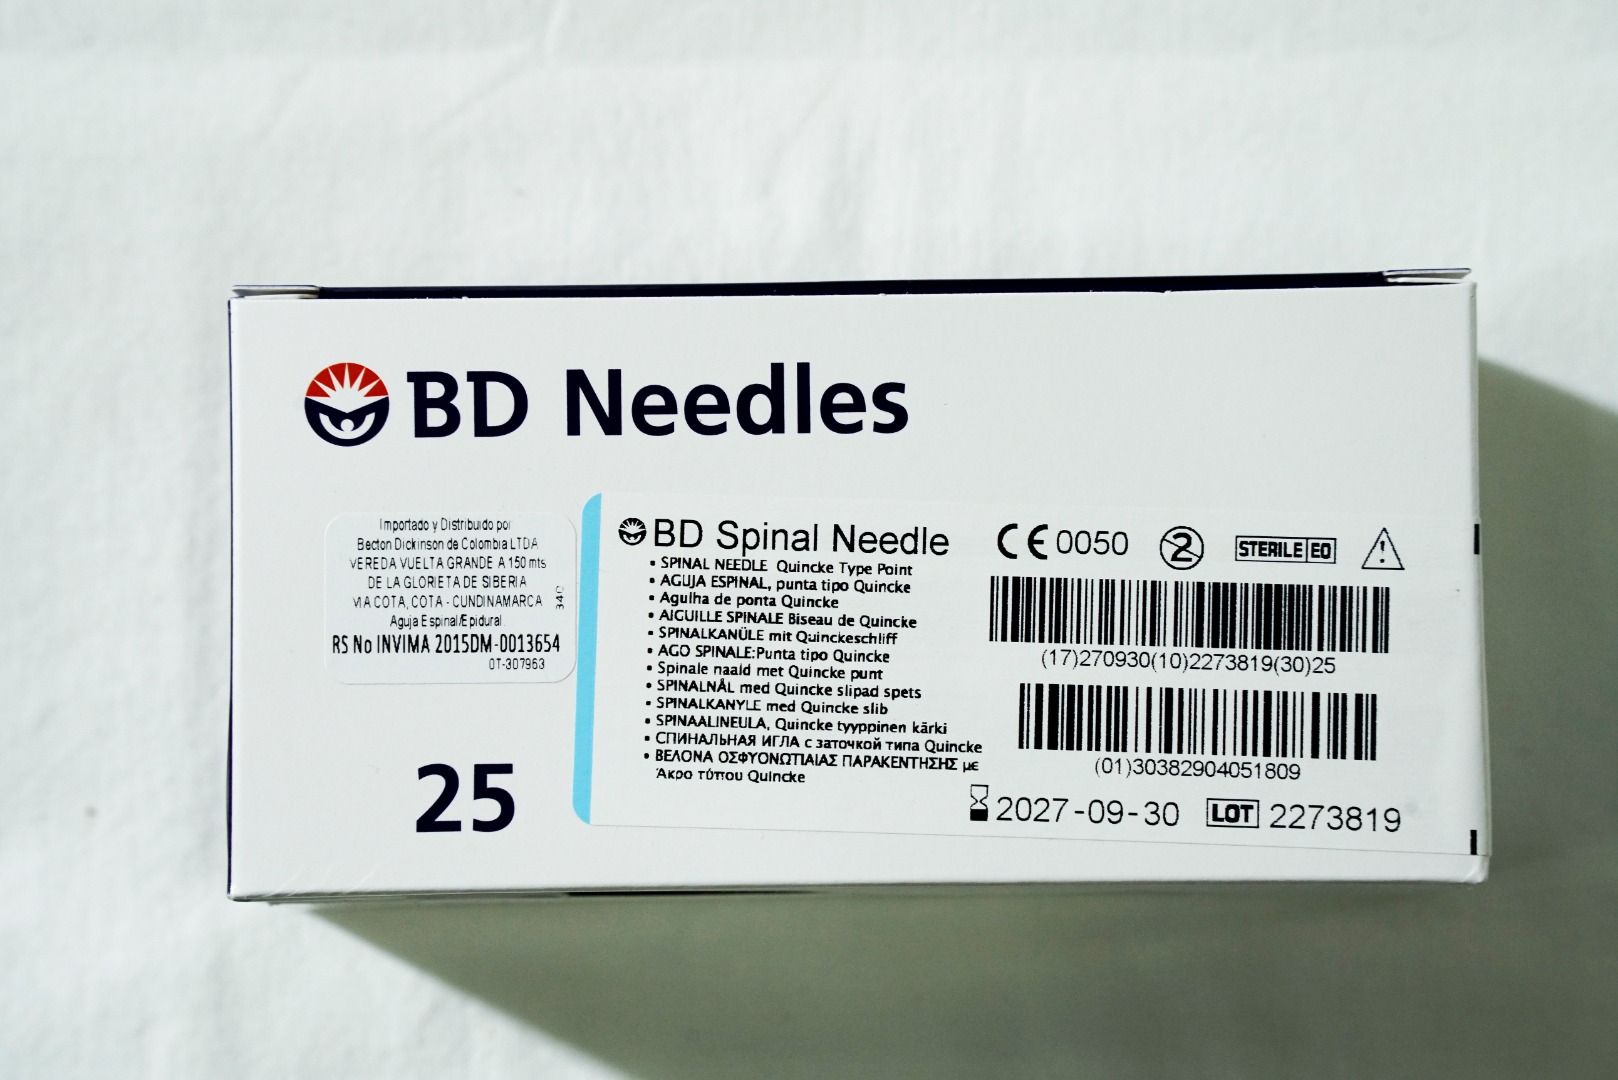 BD Needles
Importado y Distribuido por
Becton Dickinson de Colombia LTDA
VEREDA VUELTA GRANDE A 150 mts
DE LA GLORIETA DE SIBERIA
VIA COTA, COTA - CUNDINAMARCA
Aguja Espinal/Epidural.
RS No INVIMA 2015DM-0013654
OT-307963
25
BD Spinal Needle
• SPINAL NEEDLE Quincke Type Point
• AGUJA ESPINAL, punta tipo Quincke
• Agulha de ponta Quincke
• AIGUILLE SPINALE Biseau de Quincke
• SPINALKANÜLE mit Quinckeschliff
• AGO SPINALE:Punta tipo Quincke
• Spinale naald met Quincke punt
• SPINALNÅL med Quincke slipad spets
• SPINALKANYLE med Quincke slib
• SPINAALINEULA, Quincke tyyppinen kärki
• СПИНАЛЬНАЯ ИГЛА с заточкой типа Quincke
• ΒΕΛΟΝΑ ΟΣΦΥΟΝΩΤΙΑΙΑΣ ΠΑΡΑΚΕΝΤΗΣΗΣ με
Άκρο τύπου Quincke
CE 0050 2 STERILE EO
(17)270930(10)2273819(30)25
(01)30382904051809
2027-09-30 LOT 2273819